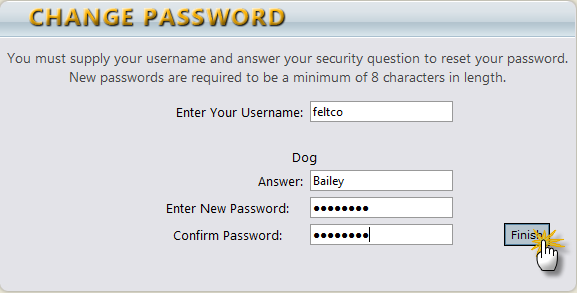 CHANGE PASSWORD
You must supply your username and answer your security question to reset your password.
New passwords are required to be a minimum of 8 characters in length.
Enter Your Username: feltco
Dog
Answer: Bailey
Enter New Password: ●●●●●●●●
Confirm Password: ●●●●●●●●
Finish